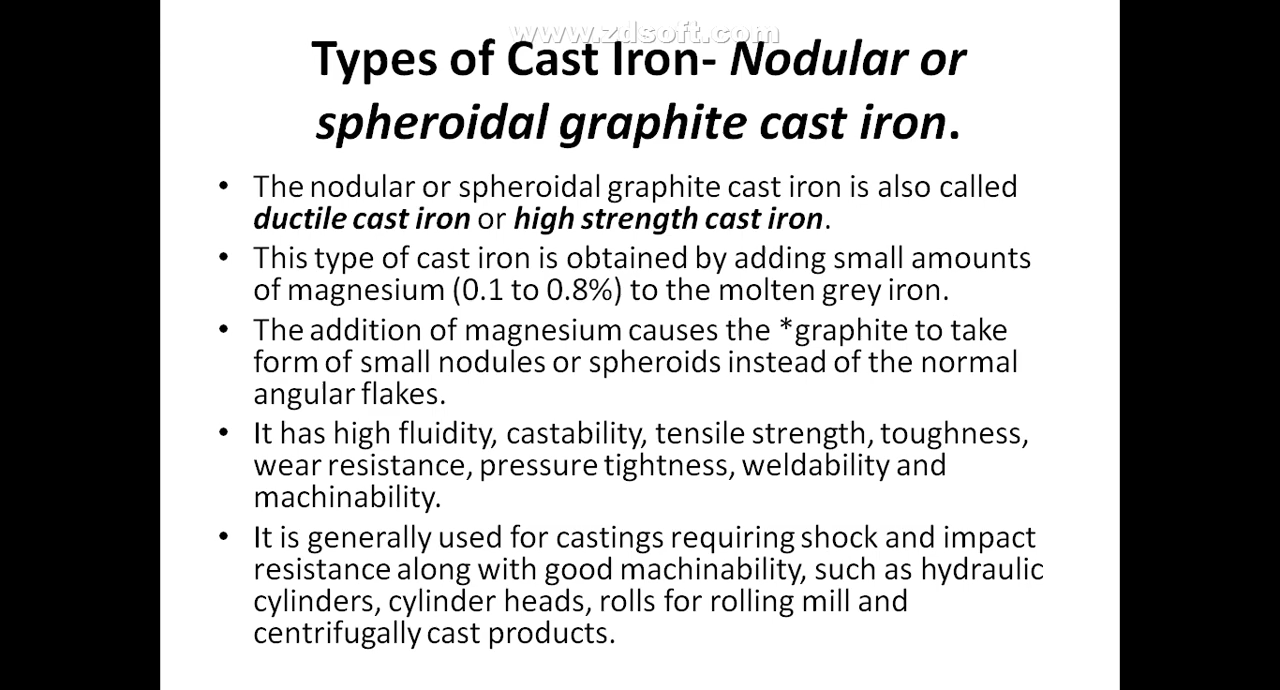 www.zdsoft.com
Types of Cast Iron- Nodular or
spheroidal graphite cast iron.
• The nodular or spheroidal graphite cast iron is also called
ductile cast iron or high strength cast iron.
• This type of cast iron is obtained by adding small amounts
of magnesium (0.1 to 0.8%) to the molten grey iron.
• The addition of magnesium causes the *graphite to take
form of small nodules or spheroids instead of the normal
angular flakes.
• It has high fluidity, castability, tensile strength, toughness,
wear resistance, pressure tightness, weldability and
machinability.
• It is generally used for castings requiring shock and impact
resistance along with good machinability, such as hydraulic
cylinders, cylinder heads, rolls for rolling mill and
centrifugally cast products.